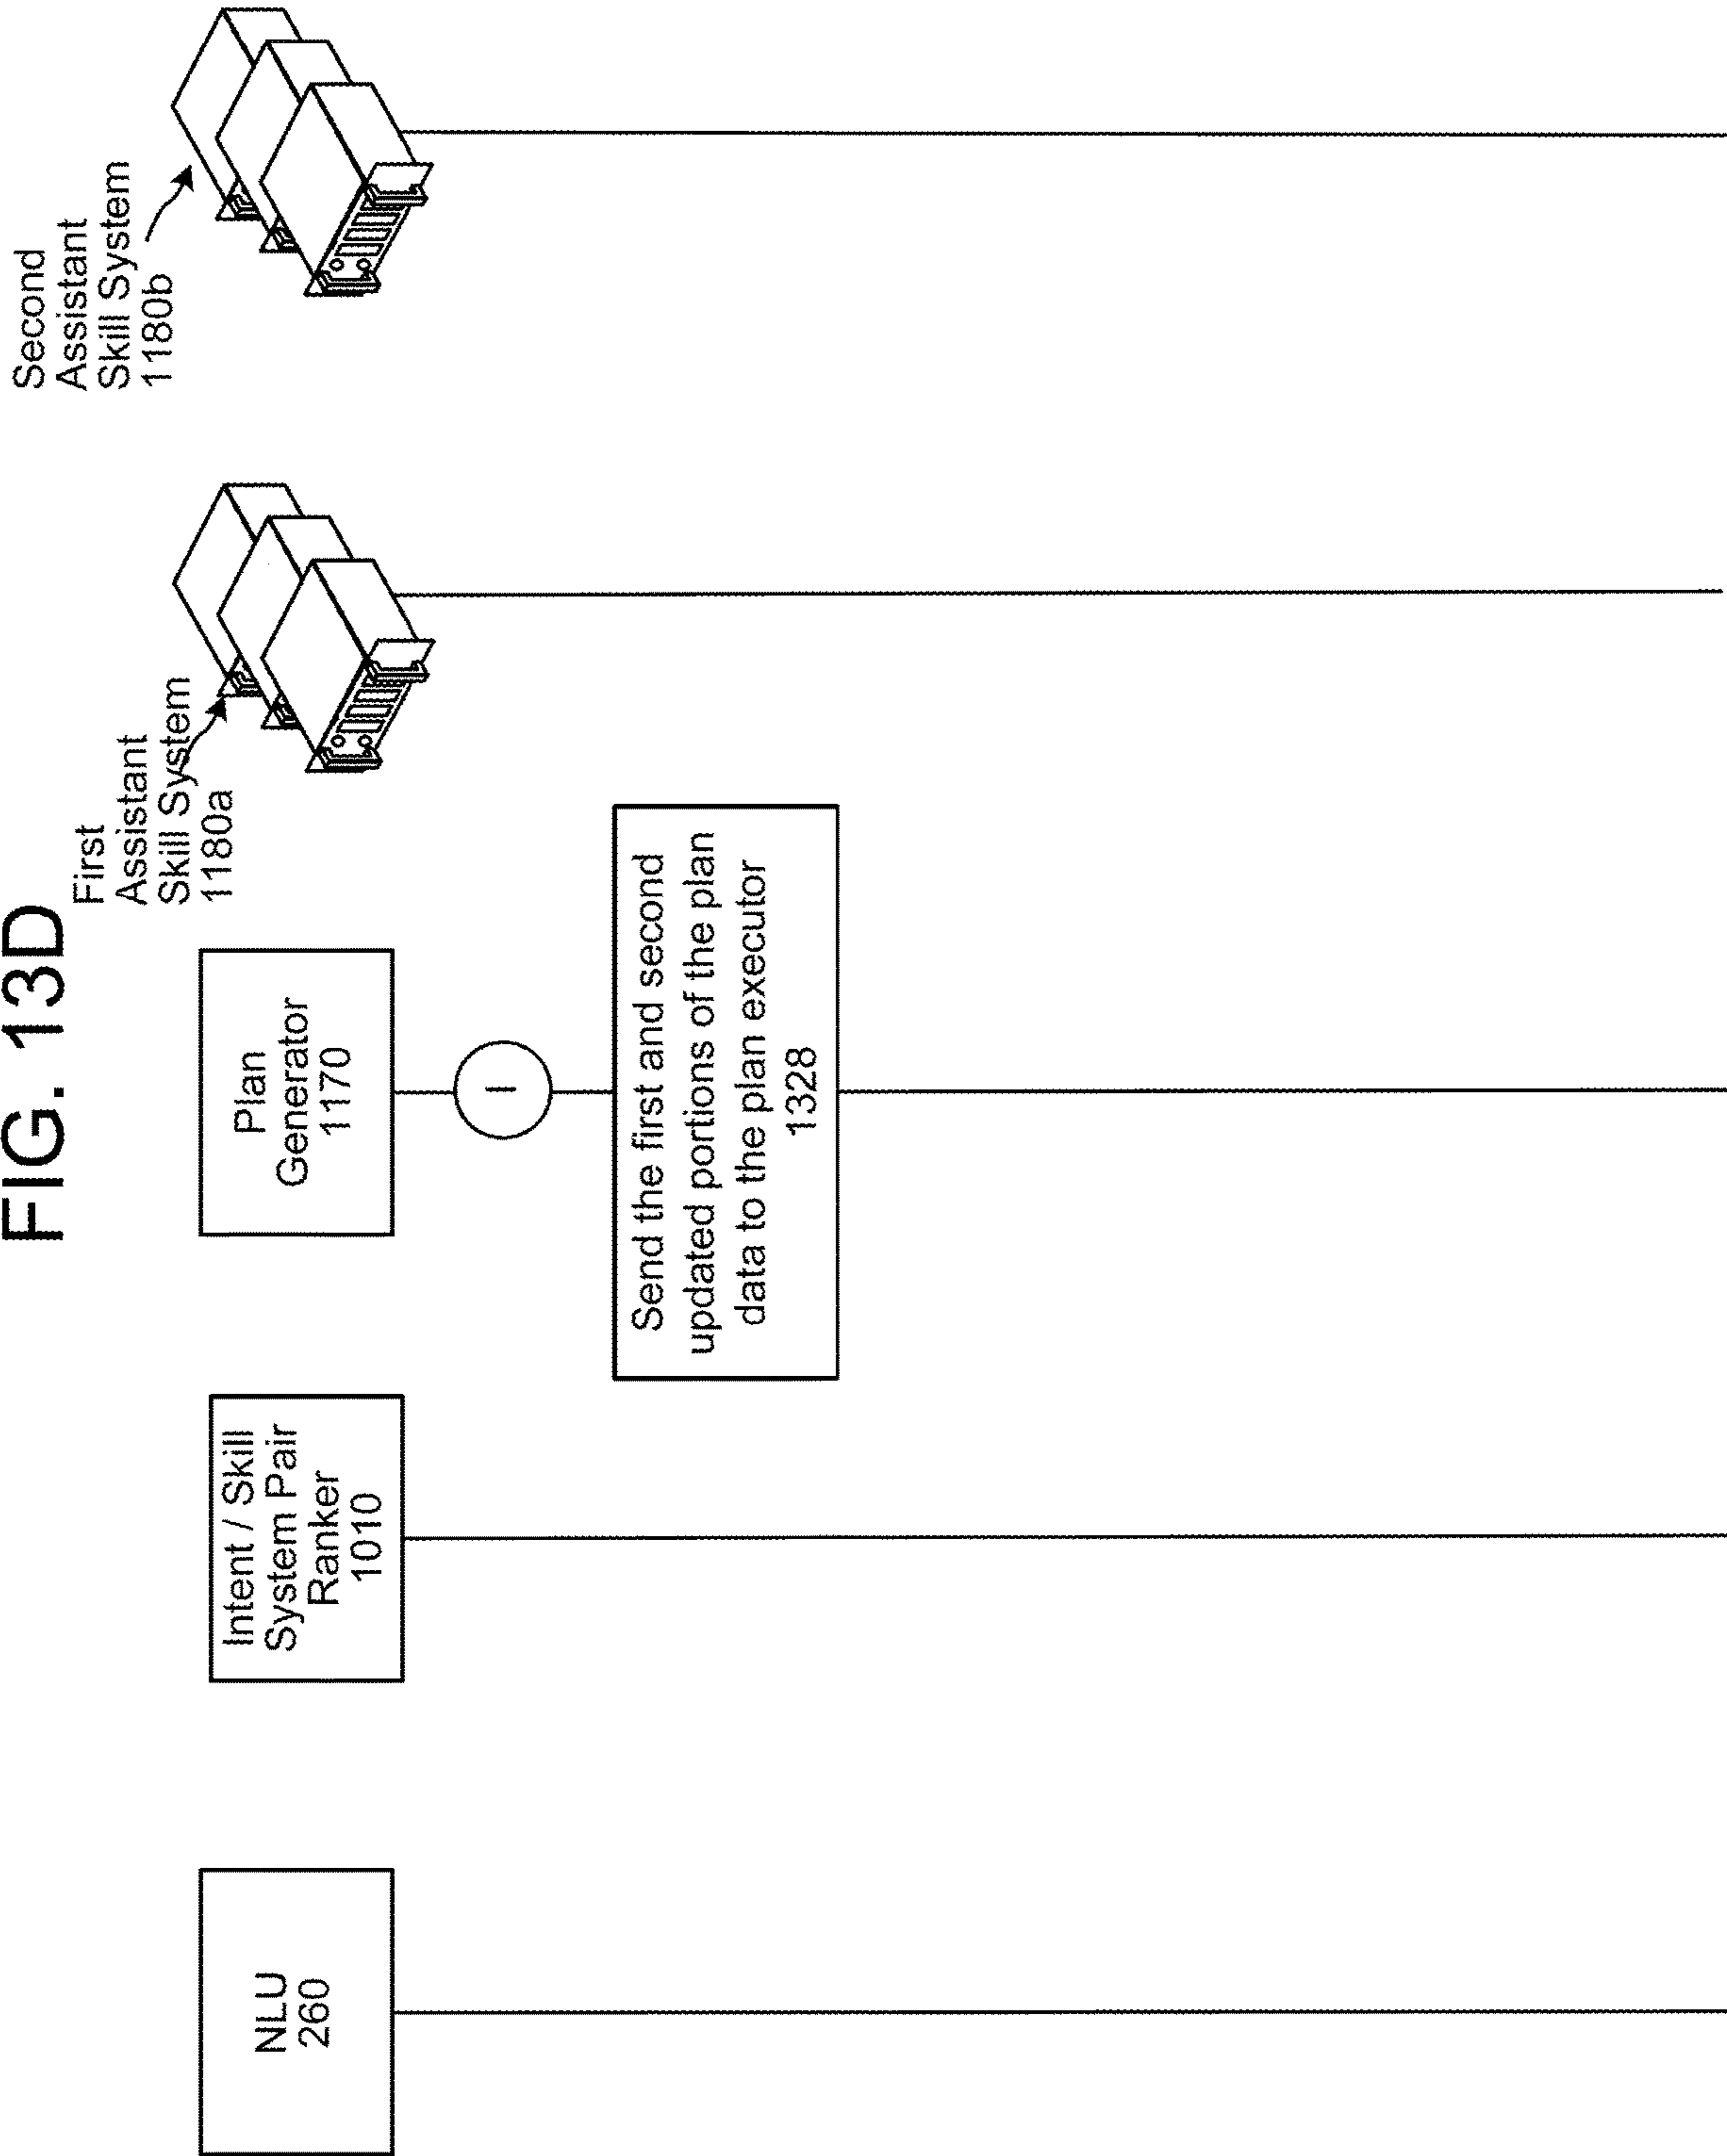 FIG. 13D
NLU
260
Intent / Skill
System Pair
Ranker
1010
Plan
Generator
1170
First
Assistant
Skill System
1180a
Second
Assistant
Skill System
1180b
I
Send the first and second
updated portions of the plan
data to the plan executor
1328